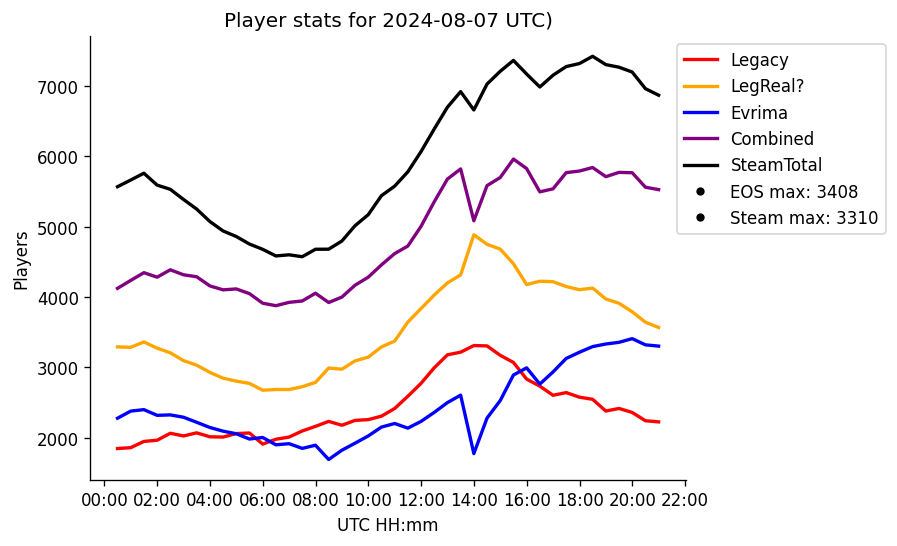 Player stats for 2024-08-07 UTC)
Players
7000
6000
5000
4000
3000
2000
00:00 02:00 04:00 06:00 08:00 10:00 12:00 14:00 16:00 18:00 20:00 22:00
UTC HH:mm
Legacy
LegReal?
Evrima
Combined
SteamTotal
EOS max: 3408
Steam max: 3310